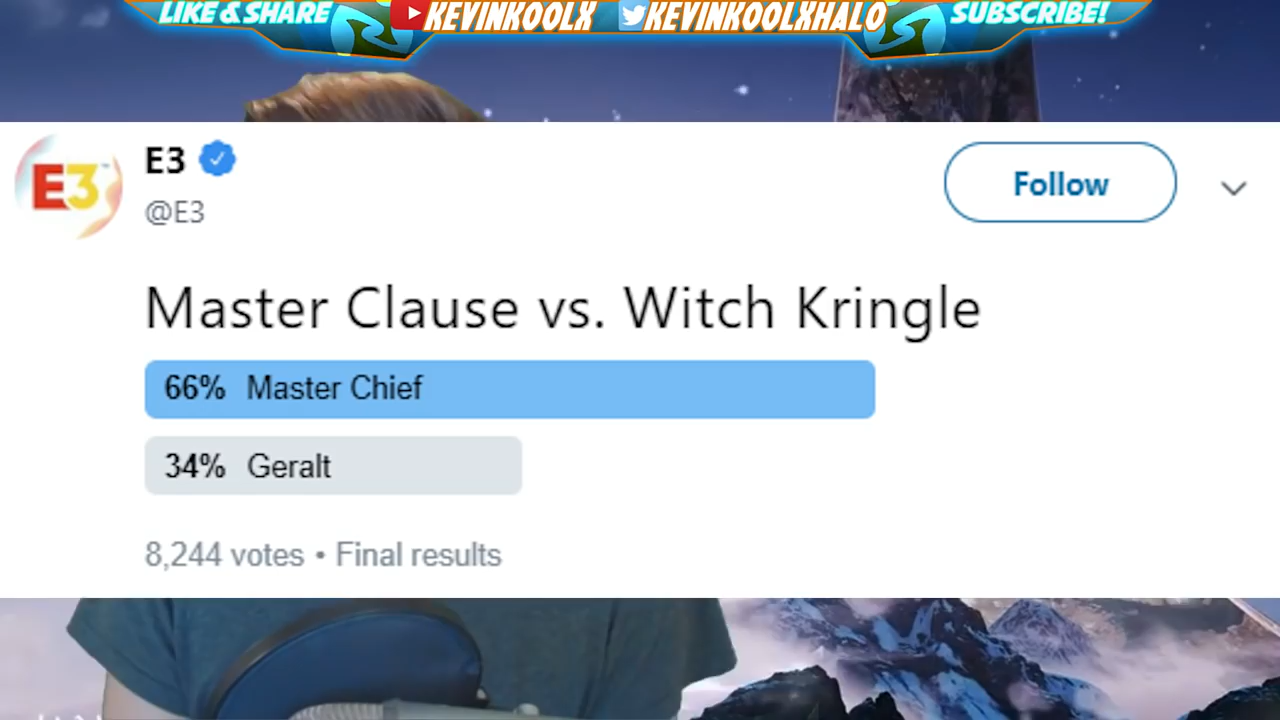 LIKE & SHARE KEVINKOOLX KEVINKOOLXHALO SUBSCRIBE!
E3
E3
@E3
Follow
Master Clause vs. Witch Kringle
66% Master Chief
34% Geralt
8,244 votes • Final results